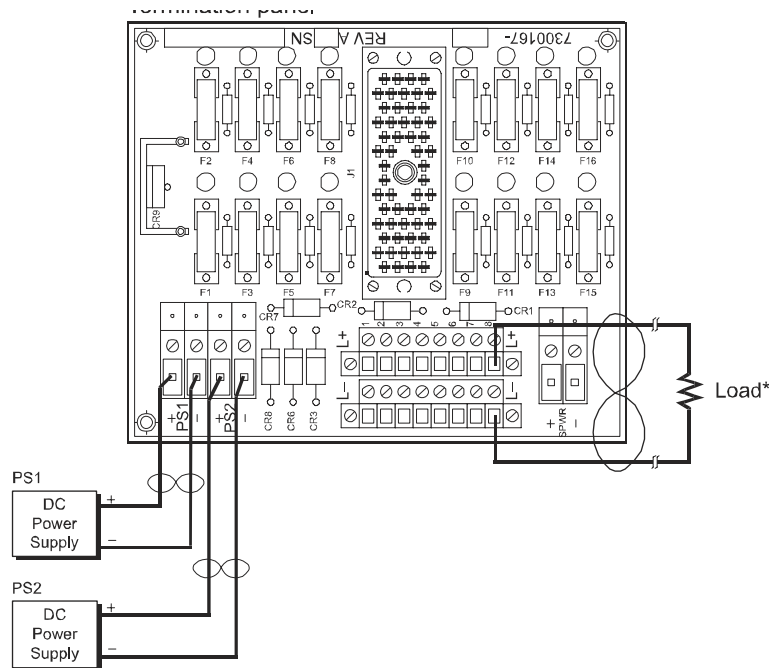 Termination panel
SN REV A 7300167-
F2 F4 F6 F8 F10 F12 F14 F16
J1
CR9
F1 F3 F5 F7 F9 F11 F13 F15
CR7 CR2 CR1
1 2 3 4 5 6 7 8
L+ L+
L- L-
CR8 CR6 CR3
+ PS1 - + PS2 -
+ SPWR -
Load*
PS1
DC
Power
Supply
+
–
PS2
DC
Power
Supply
+
–